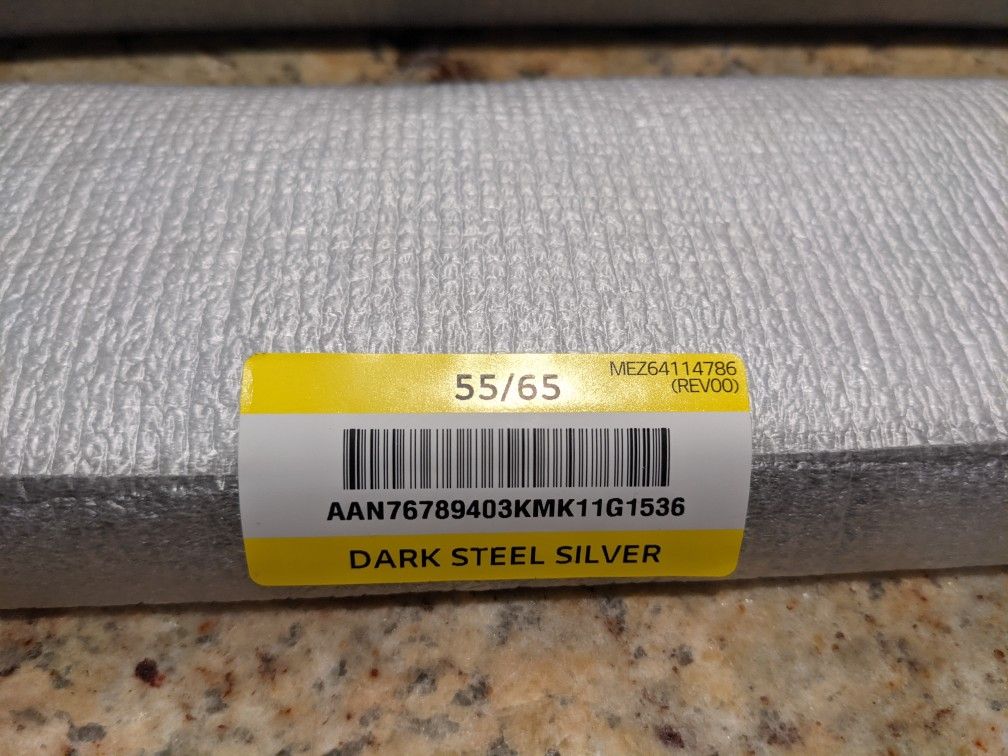 55/65
MEZ64114786
(REV00)
AAN76789403KMK11G1536
DARK STEEL SILVER